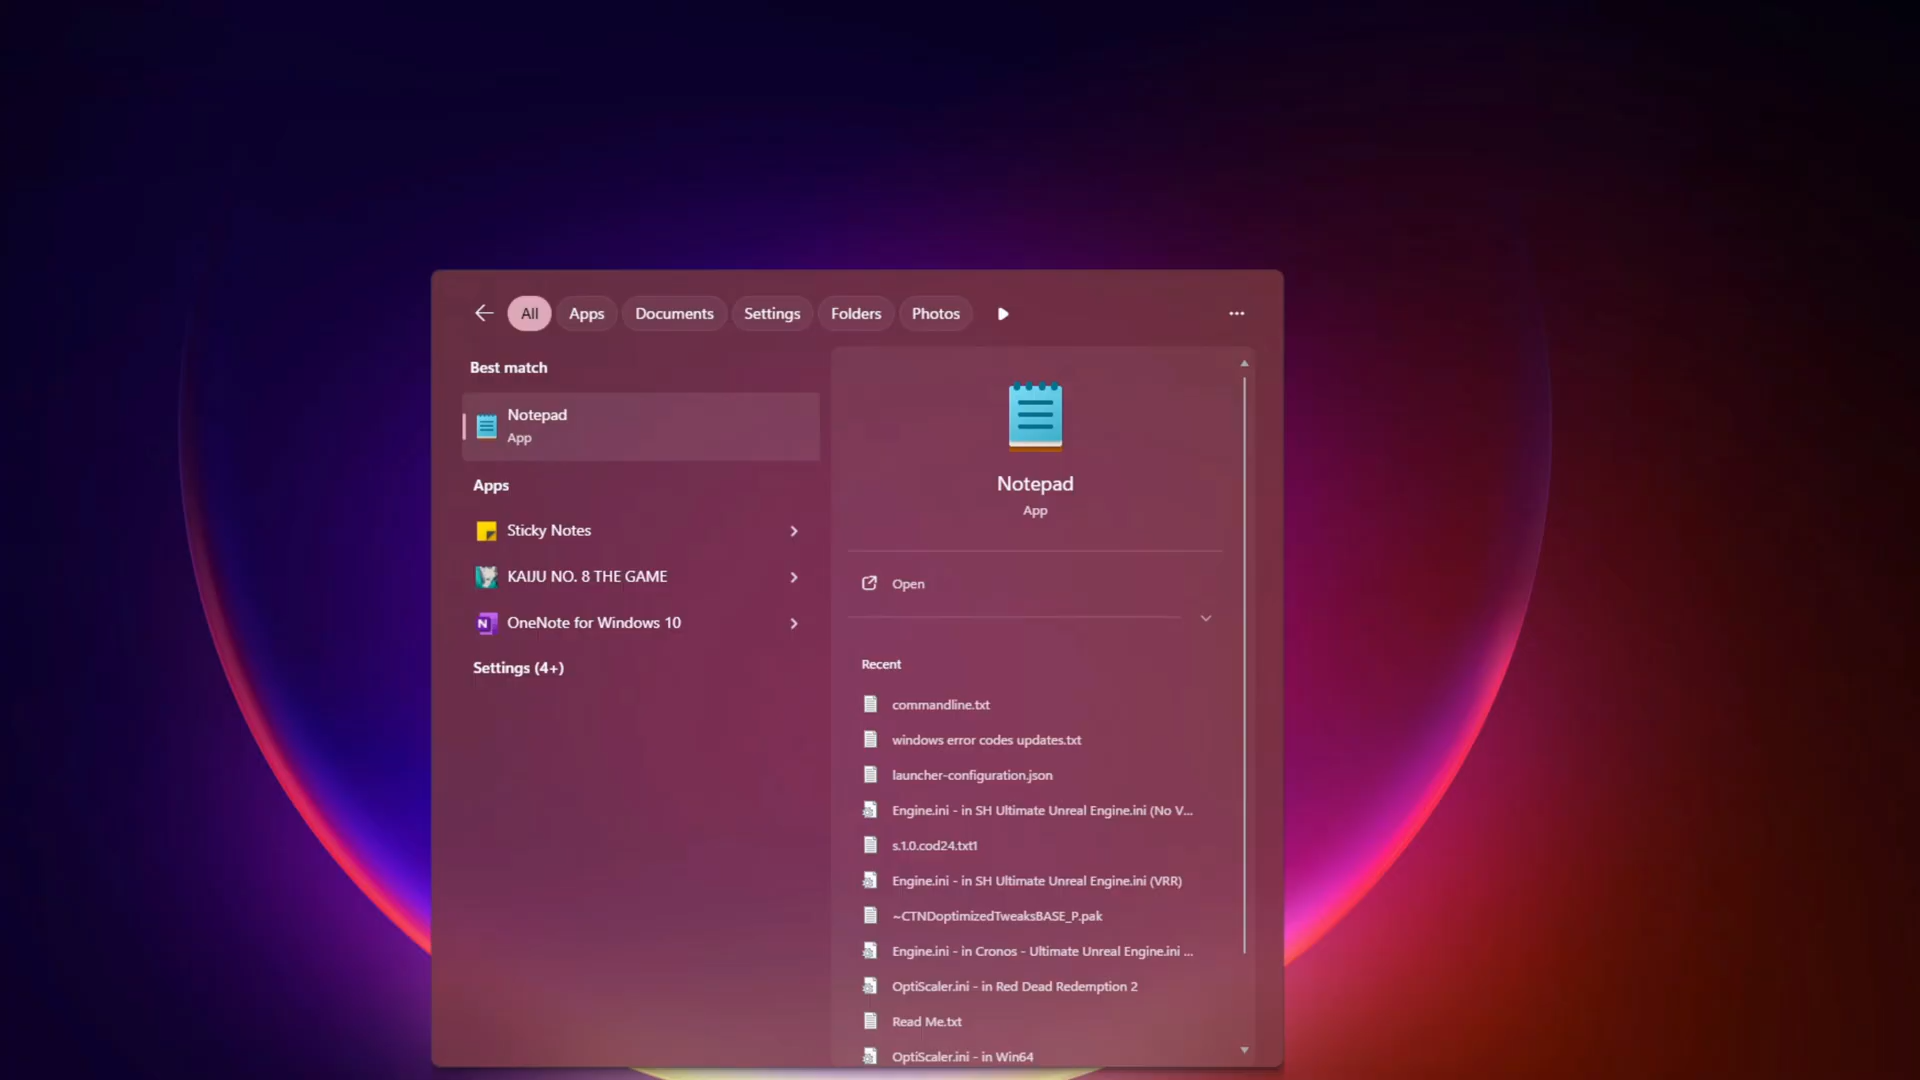 All
Apps
Documents
Settings
Folders
Photos
Best match
Notepad
App
Apps
Sticky Notes
KAIJU NO. 8 THE GAME
OneNote for Windows 10
Settings (4+)
Notepad
App
Open
Recent
commandline.txt
windows error codes updates.txt
launcher-configuration.json
Engine.ini - in SH Ultimate Unreal Engine.ini (No V...
s.1.0.cod24.txt1
Engine.ini - in SH Ultimate Unreal Engine.ini (VRR)
~CTNDoptimizedTweaksBASE_P.pak
Engine.ini - in Cronos - Ultimate Unreal Engine.ini ...
OptiScaler.ini - in Red Dead Redemption 2
Read Me.txt
OptiScaler.ini - in Win64